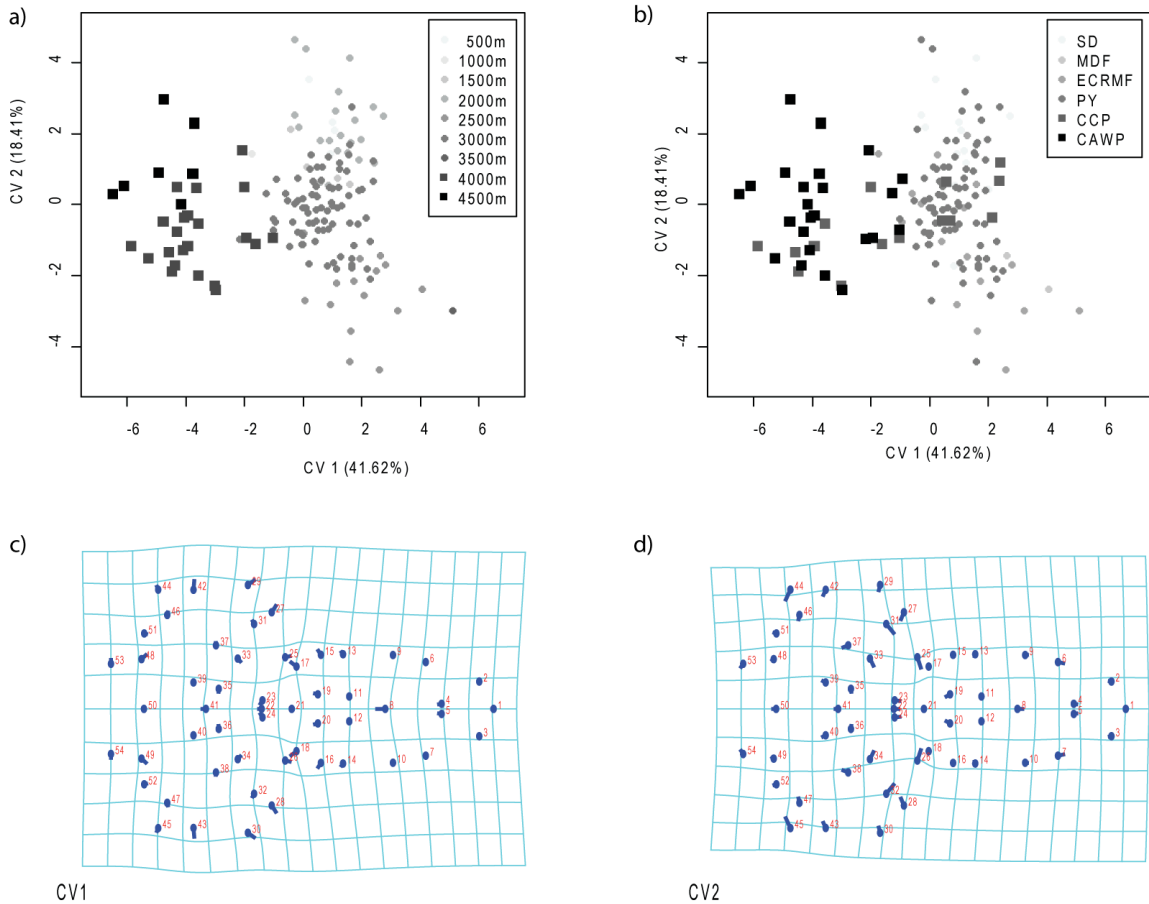 a)
CV 2 (18.41%)
4
2
0
-2
-4
500m
1000m
1500m
2000m
2500m
3000m
3500m
4000m
4500m
-6 -4 -2 0 2 4 6
CV 1 (41.62%)
b)
CV 2 (18.41%)
4
2
0
-2
-4
SD
MDF
ECRMF
PY
CCP
CAWP
-6 -4 -2 0 2 4 6
CV 1 (41.62%)
c)
44 42 29
46 27
31
51
37
53 48 33 25 15 13 9
17 6
39 35 2
23 19 11
4
50 41 22 21 8 1
5
24
36 20 12
40 3
18
54 49 34 16 14 10 7
38
52
32
47 28
45 43 30
CV1
d)
44 42 29
46 27
31
51
37
53 48 33 25 15 13 9
17 6
39 35 2
23 19 11
4
50 41 22 21 8 1
5
24
36 20 12
40 3
18
54 49 34 26 16 14 10 7
38
52
32
47 28
45 43 30
CV2